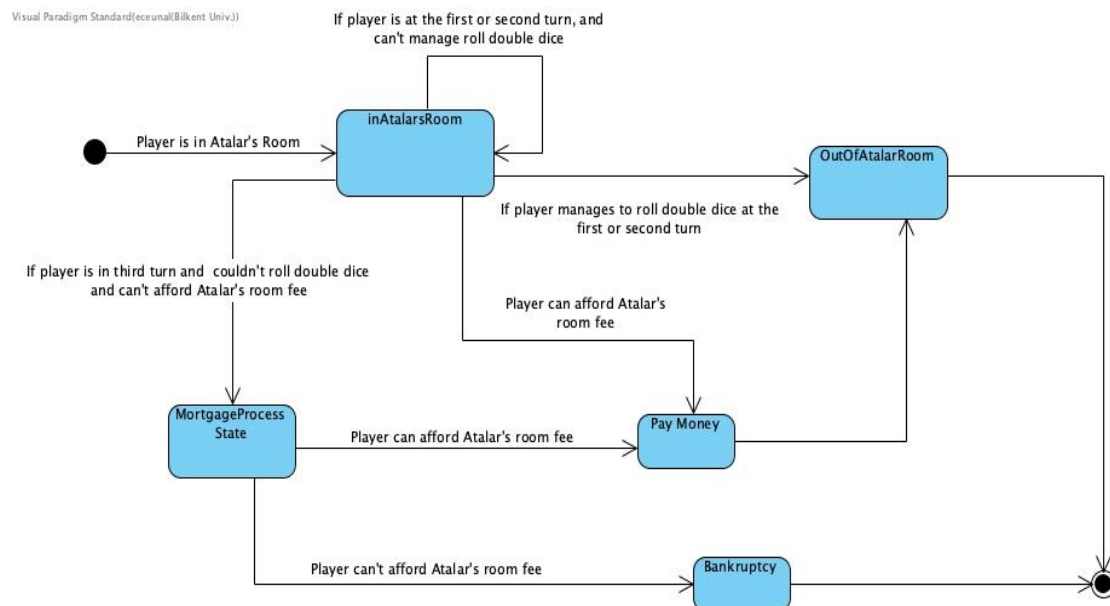 Visual Paradigm Standard(eceunal(Bilkent Univ.))
If player is at the first or second turn, and
can't manage roll double dice
inAtalarsRoom
Player is in Atalar's Room
OutOfAtalarRoom
If player manages to roll double dice at the
first or second turn
If player is in third turn and  couldn't roll double dice
and can't afford Atalar's room fee
Player can afford Atalar's
room fee
MortgageProcess
State
Player can afford Atalar's room fee
Pay Money
Player can't afford Atalar's room fee
Bankruptcy